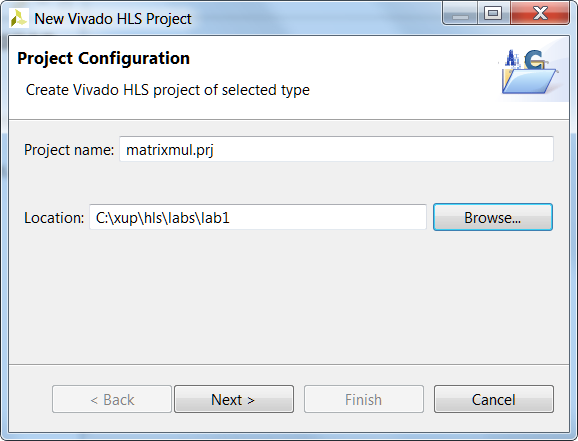 New Vivado HLS Project
Project Configuration
Create Vivado HLS project of selected type
Project name: matrixmul.prj
Location: C:\xup\hls\labs\lab1 Browse...
< Back Next > Finish Cancel